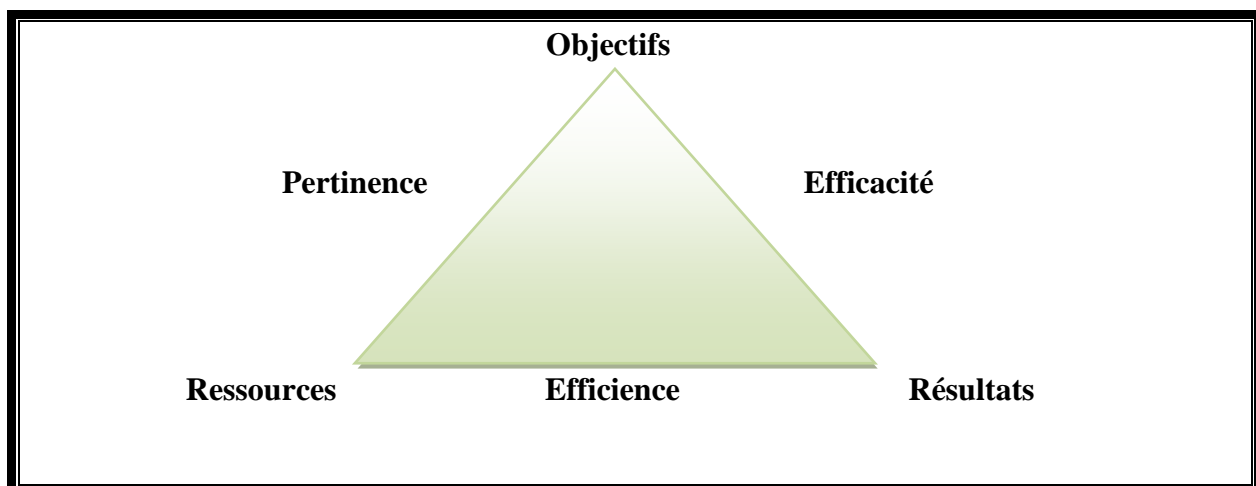 Objectifs
Pertinence Efficacité
Ressources Efficience Résultats